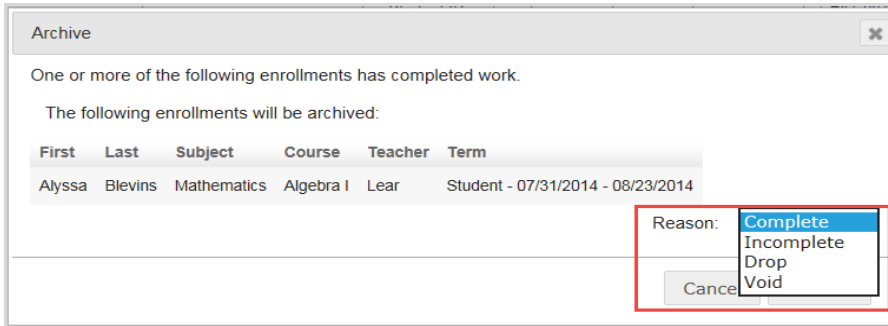 Archive
One or more of the following enrollments has completed work.
The following enrollments will be archived:
First Last Subject Course Teacher Term
Alyssa Blevins Mathematics Algebra I Lear Student - 07/31/2014 - 08/23/2014
Reason: Complete
Incomplete
Drop
Void